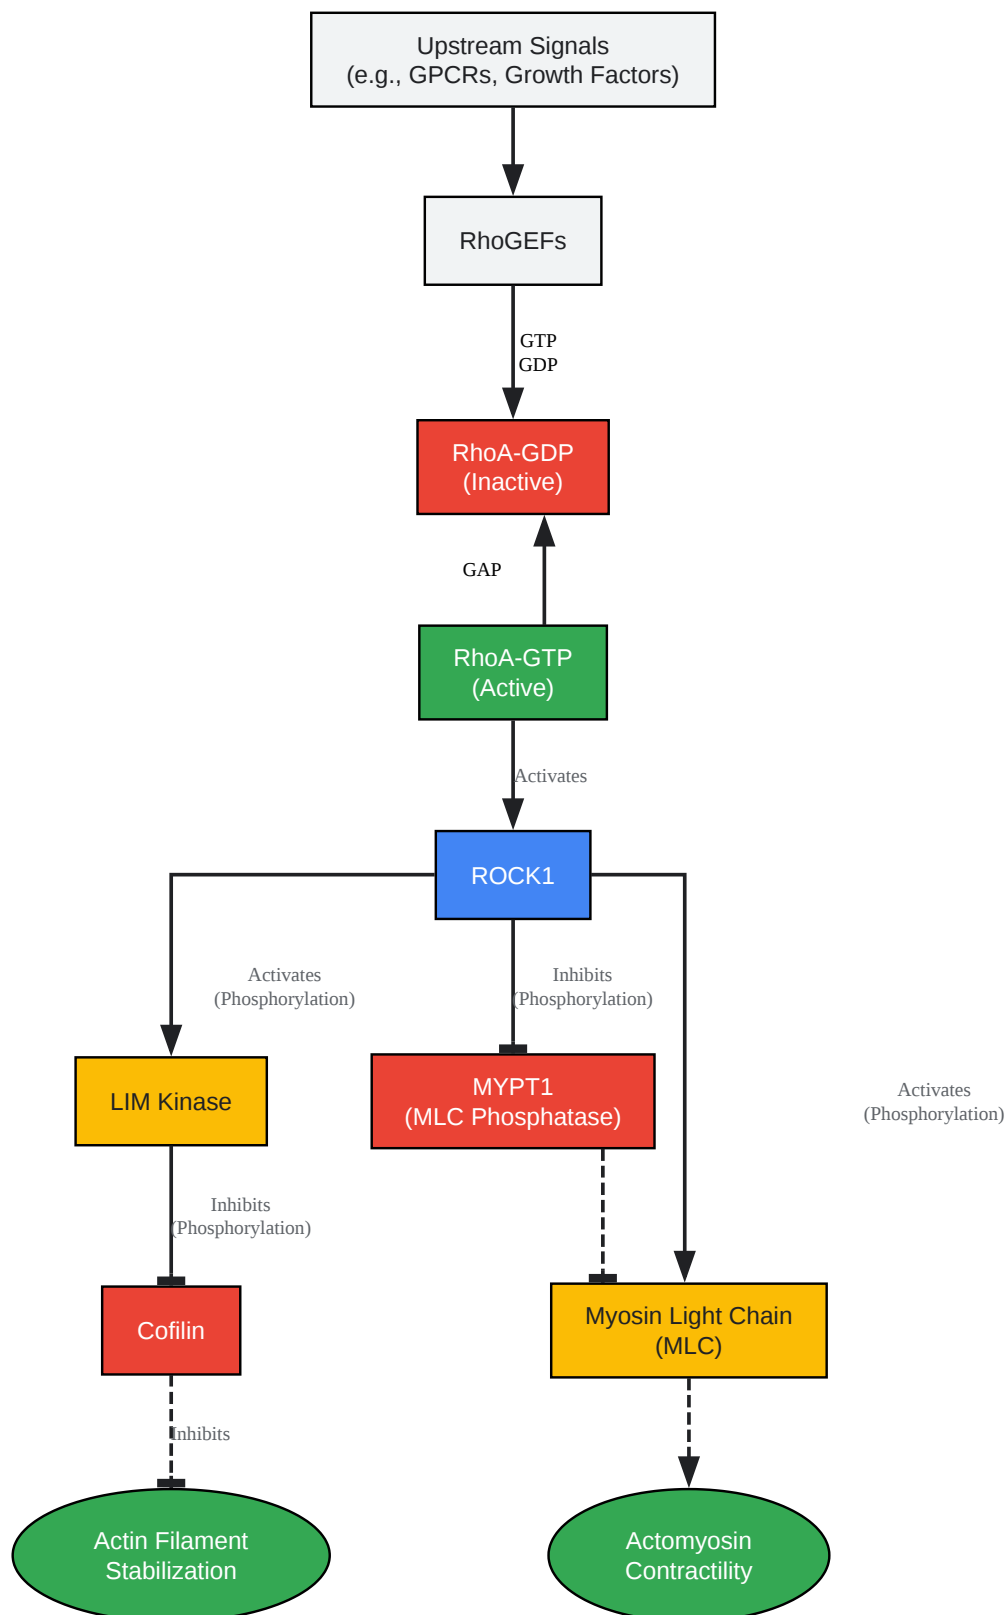 Upstream Signals
(e.g., GPCRs, Growth Factors)
RhoGEFs
GTP
GDP
RhoA-GDP
(Inactive)
GAP
RhoA-GTP
(Active)
Activates
ROCK1
Activates
(Phosphorylation)
Inhibits
(Phosphorylation)
Activates
(Phosphorylation)
LIM Kinase
MYPT1
(MLC Phosphatase)
Inhibits
(Phosphorylation)
Cofilin
Myosin Light Chain
(MLC)
Inhibits
Actin Filament
Stabilization
Actomyosin
Contractility